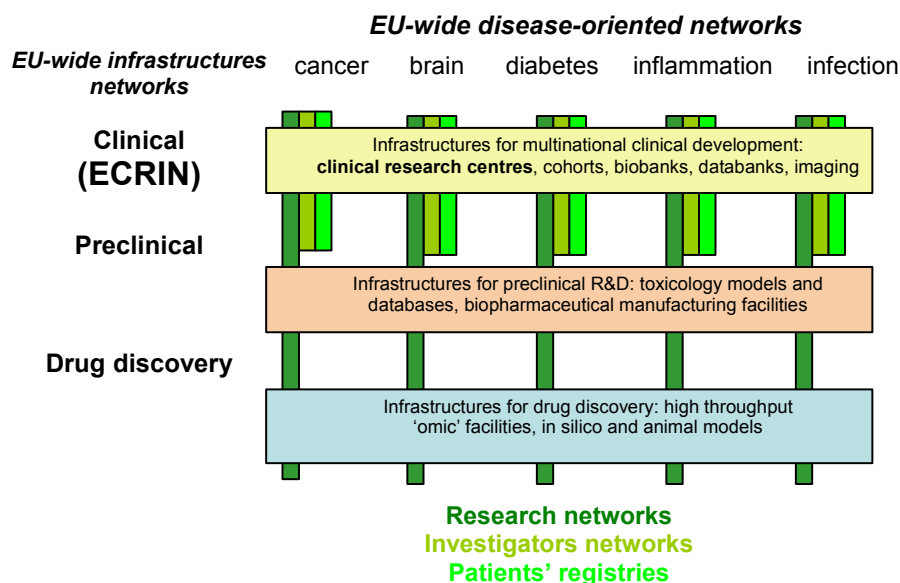 EU-wide disease-oriented networks
EU-wide infrastructures
networks
cancer brain diabetes inflammation infection
Clinical
(ECRIN)
Infrastructures for multinational clinical development:
clinical research centres, cohorts, biobanks, databanks, imaging
Preclinical
Infrastructures for preclinical R&D: toxicology models and
databases, biopharmaceutical manufacturing facilities
Drug discovery
Infrastructures for drug discovery: high throughput
‘omic’ facilities, in silico and animal models
Research networks
Investigators networks
Patients’ registries